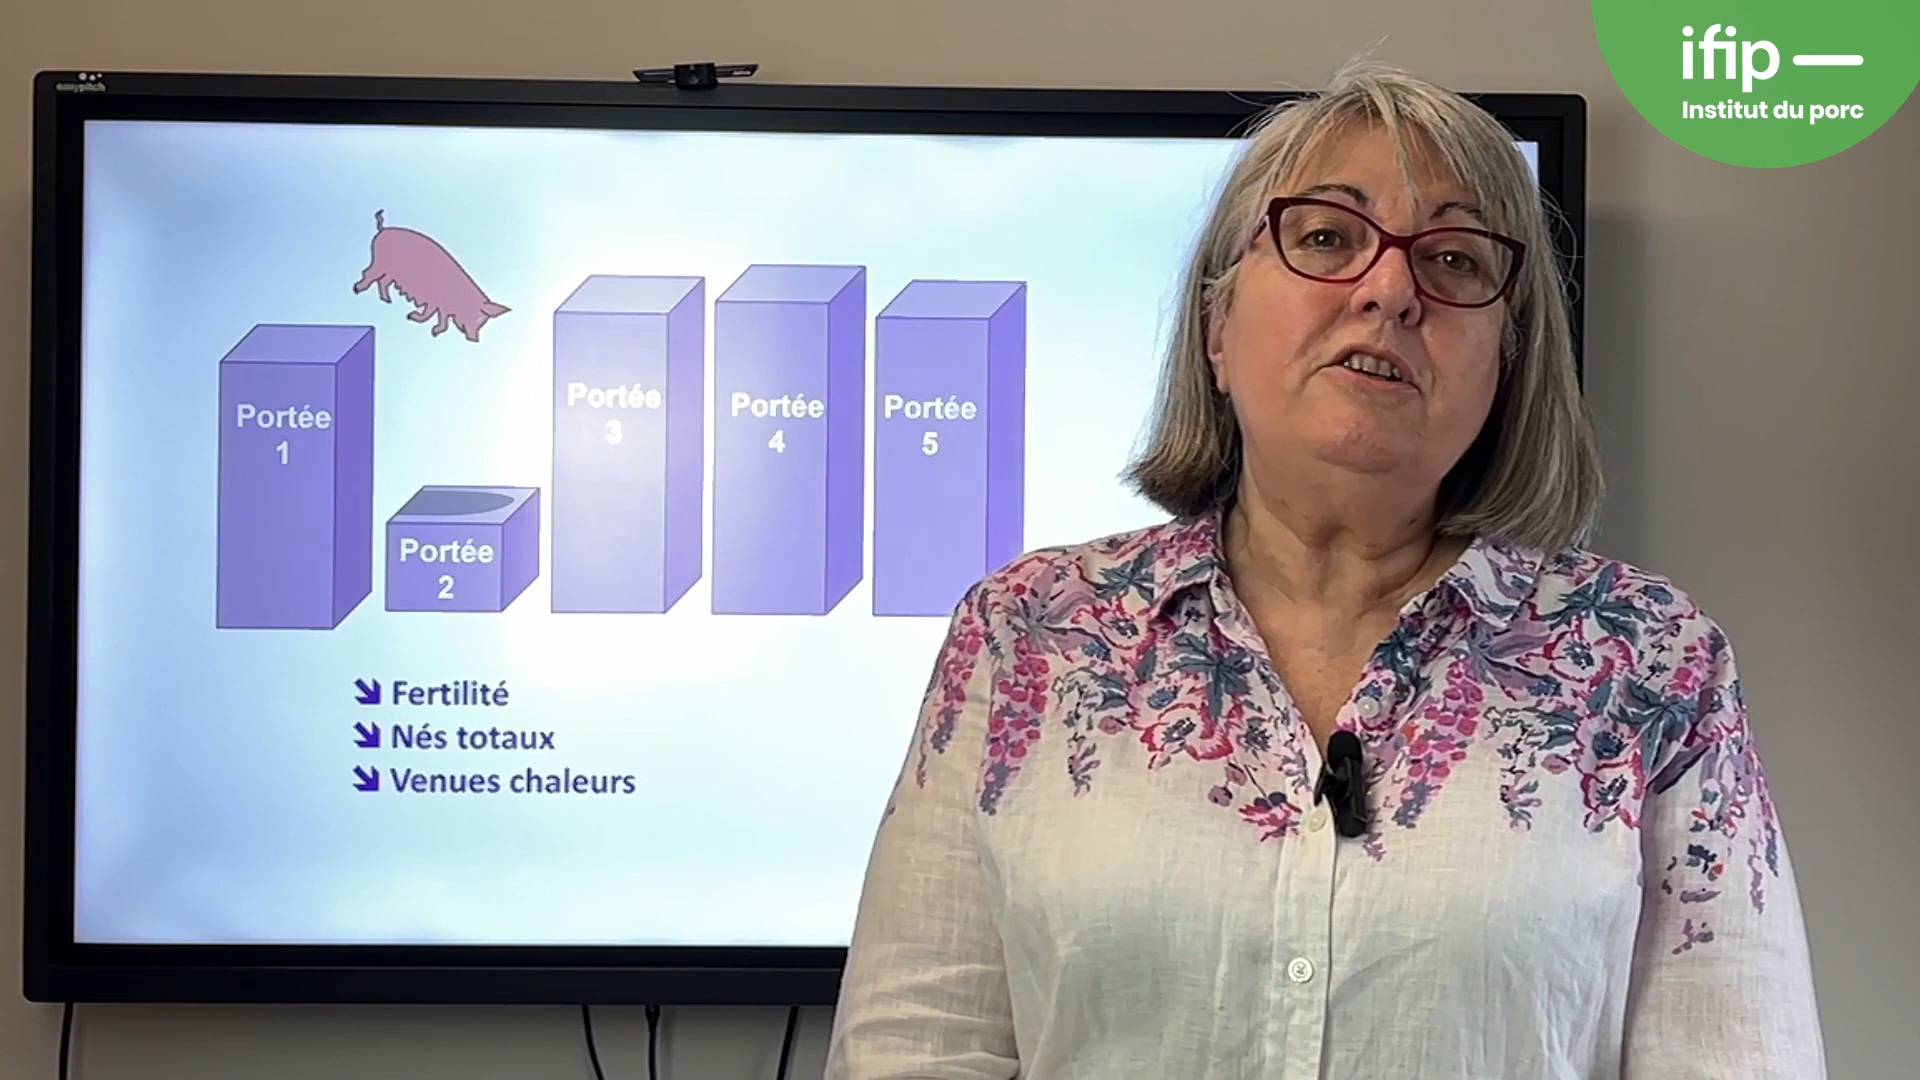 ifip
Institut du porc
easypitch
Portée
1
Portée
2
Portée
3
Portée
4
Portée
5
Fertilité
Nés totaux
Venues chaleurs